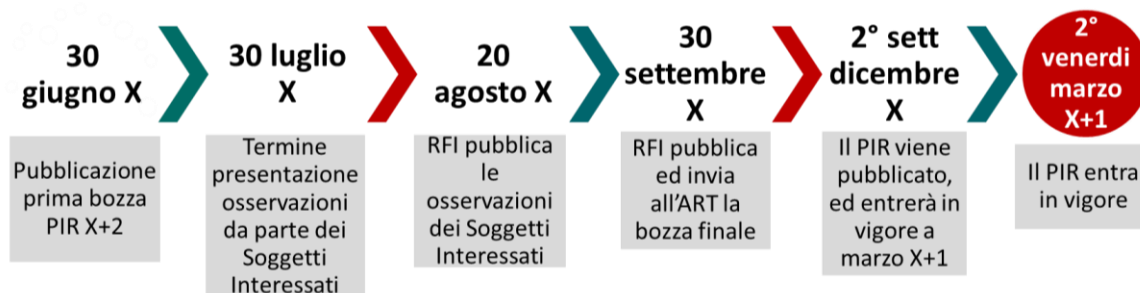 30
giugno X
Pubblicazione
prima bozza
PIR X+2
30 luglio
X
Termine
presentazione
osservazioni
da parte dei
Soggetti
Interessati
20
agosto X
RFI pubblica
le
osservazioni
dei Soggetti
Interessati
30
settembre
X
RFI pubblica
ed invia
all'ART la
bozza finale
2° sett
dicembre
X
Il PIR viene
pubblicato,
ed entrerà in
vigore a
marzo X+1
2°
venerdi
marzo
X+1
Il PIR entra
in vigore